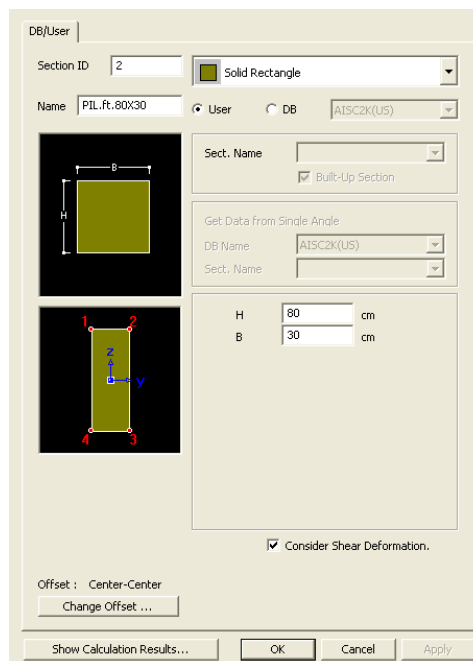 DB/User
Section ID 2 Solid Rectangle
Name PIL.ft.80X30 User DB AISC2K(US)
Sect. Name
Built-Up Section
B
H
Get Data from Single Angle
DB Name AISC2K(US)
Sect. Name
H 80 cm
B 30 cm
1 2
z
y
4 3
Consider Shear Deformation.
Offset : Center-Center
Change Offset ...
Show Calculation Results... OK Cancel Apply